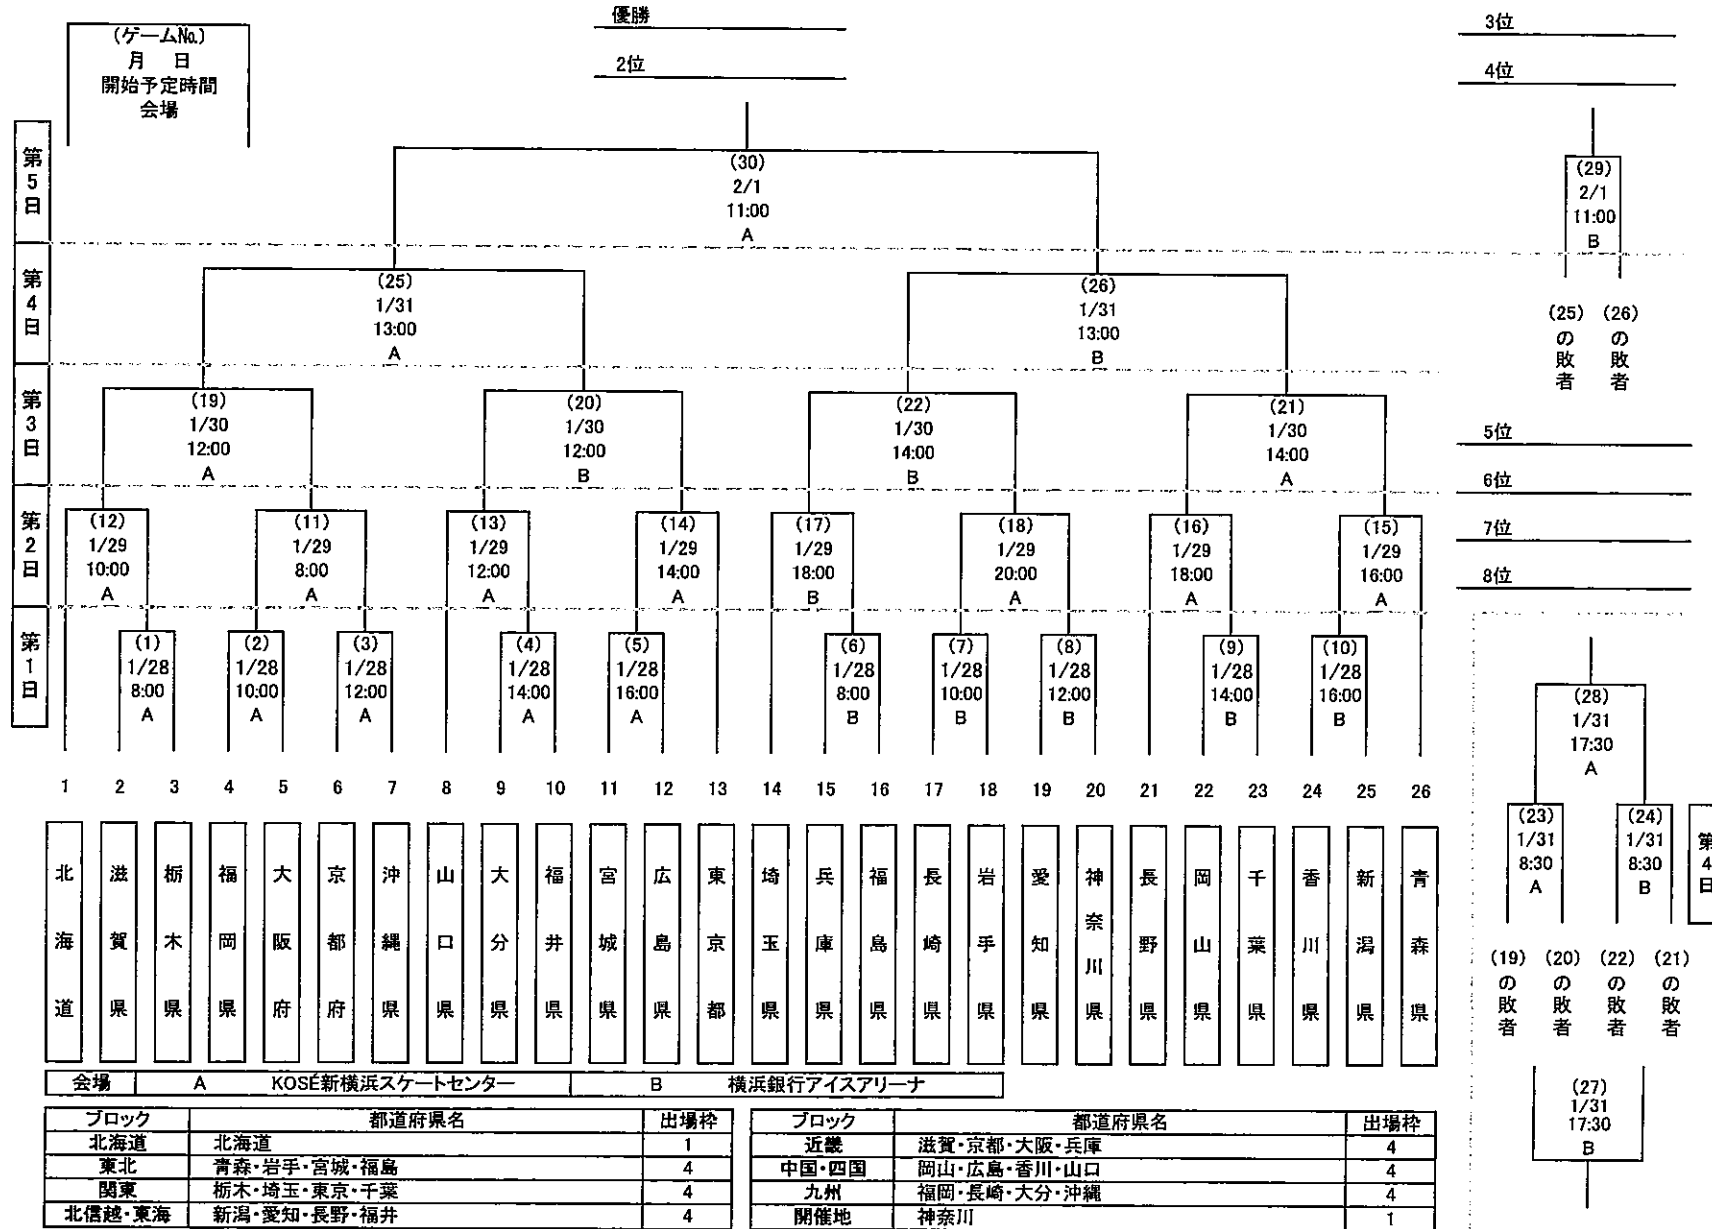 (ゲームNo.)
月 日
開始予定時間
会場
優勝
2位
3位
4位
第5日
(30)
2/1
11:00
A
(29)
2/1
11:00
B
第4日
(25)
1/31
13:00
A
(26)
1/31
13:00
B
(25)の敗者
(26)の敗者
第3日
(19)
1/30
12:00
A
(20)
1/30
12:00
B
(22)
1/30
14:00
B
(21)
1/30
14:00
A
5位
6位
7位
8位
第2日
(12)
1/29
10:00
A
(11)
1/29
8:00
A
(13)
1/29
12:00
A
(14)
1/29
14:00
A
(17)
1/29
18:00
B
(18)
1/29
20:00
A
(16)
1/29
18:00
A
(15)
1/29
16:00
A
第1日
(1)
1/28
8:00
A
(2)
1/28
10:00
A
(3)
1/28
12:00
A
(4)
1/28
14:00
A
(5)
1/28
16:00
A
(6)
1/28
8:00
B
(7)
1/28
10:00
B
(8)
1/28
12:00
B
(9)
1/28
14:00
B
(10)
1/28
16:00
B
1 2 3 4 5 6 7 8 9 10 11 12 13 14 15 16 17 18 19 20 21 22 23 24 25 26
北海道
滋賀県
栃木県
福岡県
大阪府
京都府
沖縄県
山口県
大分県
福井県
宮城県
広島県
東京都
埼玉県
兵庫県
福島県
長崎県
岩手県
愛知県
神奈川県
長野県
岡山県
千葉県
香川県
新潟県
青森県
(28)
1/31
17:30
A
(23)
1/31
8:30
A
(24)
1/31
8:30
B
第4日
(19)の敗者
(20)の敗者
(22)の敗者
(21)の敗者
(27)
1/31
17:30
B
会場 A KOSÉ新横浜スケートセンター B 横浜銀行アイスアリーナ
ブロック 都道府県名 出場枠
北海道 北海道 1
東北 青森・岩手・宮城・福島 4
関東 栃木・埼玉・東京・千葉 4
北信越・東海 新潟・愛知・長野・福井 4
ブロック 都道府県名 出場枠
近畿 滋賀・京都・大阪・兵庫 4
中国・四国 岡山・広島・香川・山口 4
九州 福岡・長崎・大分・沖縄 4
開催地 神奈川 1